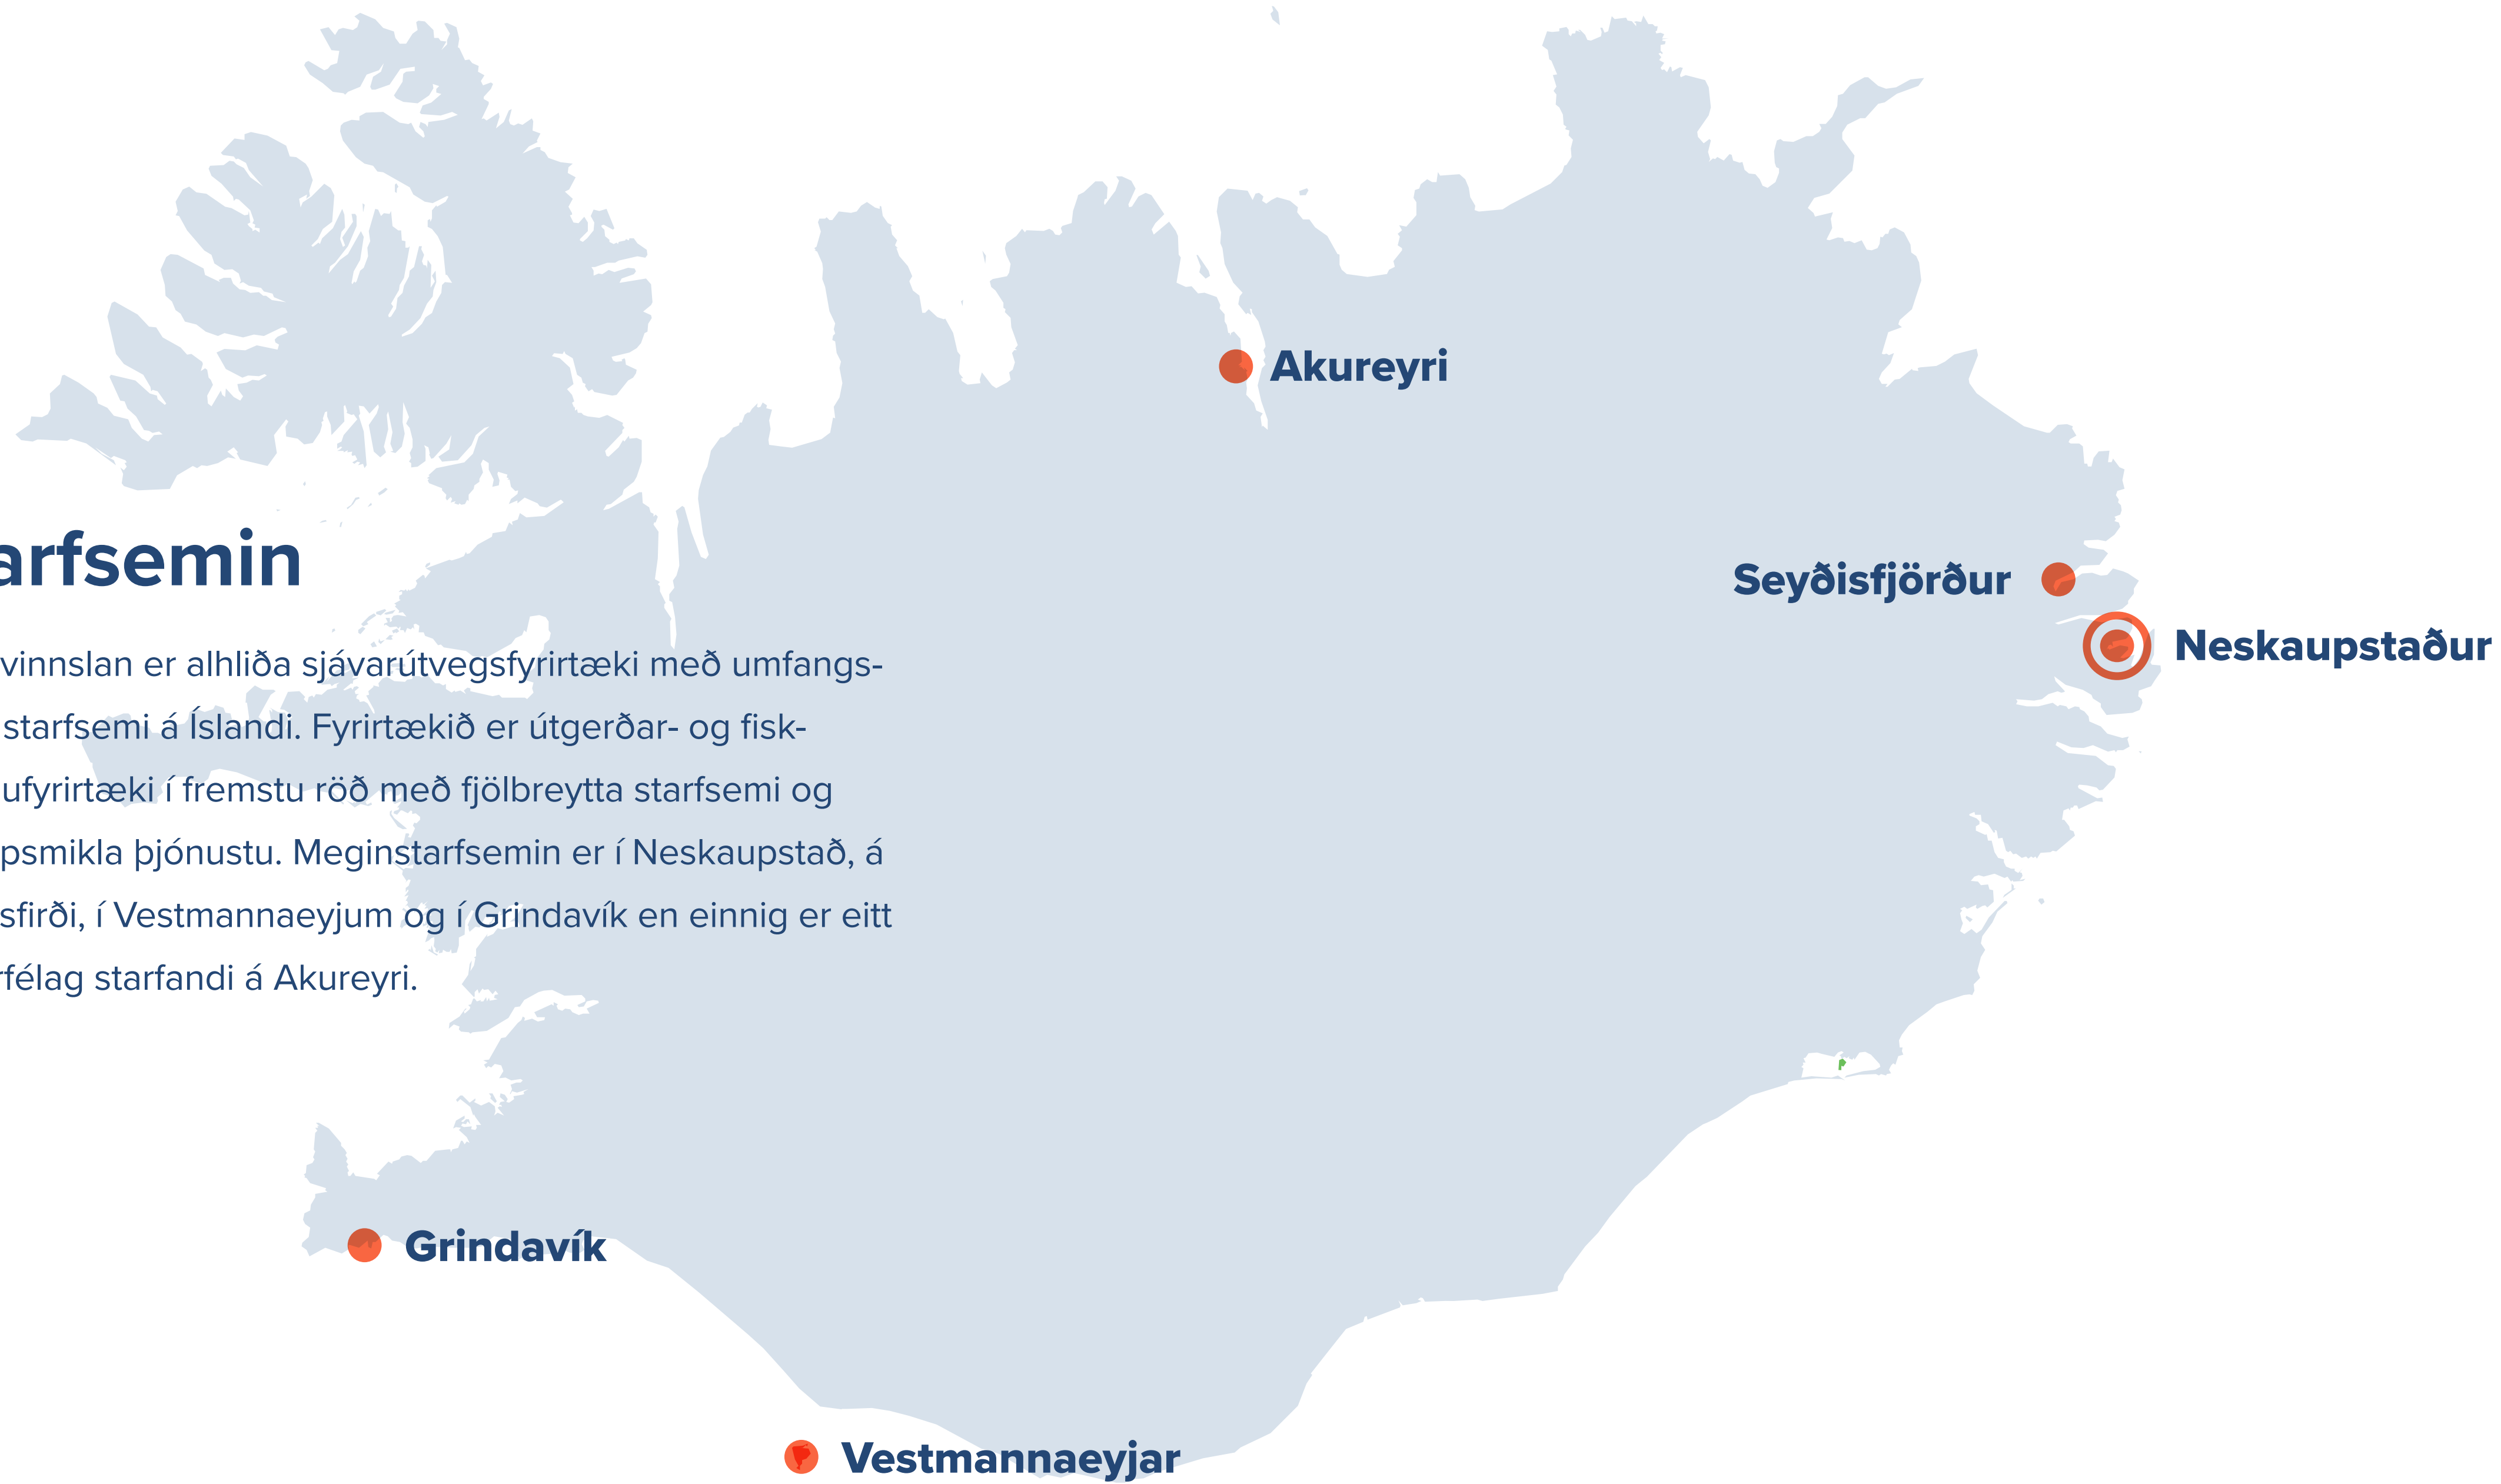 arfsemin
vinnslan er alhliða sjávarútvegsfyrirtæki með umfangs-
starfsemi á Íslandi. Fyrirtækið er útgerðar- og fisk-
ufyrirtæki í fremstu röð með fjölbreytta starfsemi og
psmikla þjónustu. Meginstarfsemin er í Neskaupstað, á
sfirði, í Vestmannaeyjum og í Grindavík en einnig er eitt
rfélag starfandi á Akureyri.
Akureyri
Seyðisfjörður
Neskaupstaður
Grindavík
Vestmannaeyjar